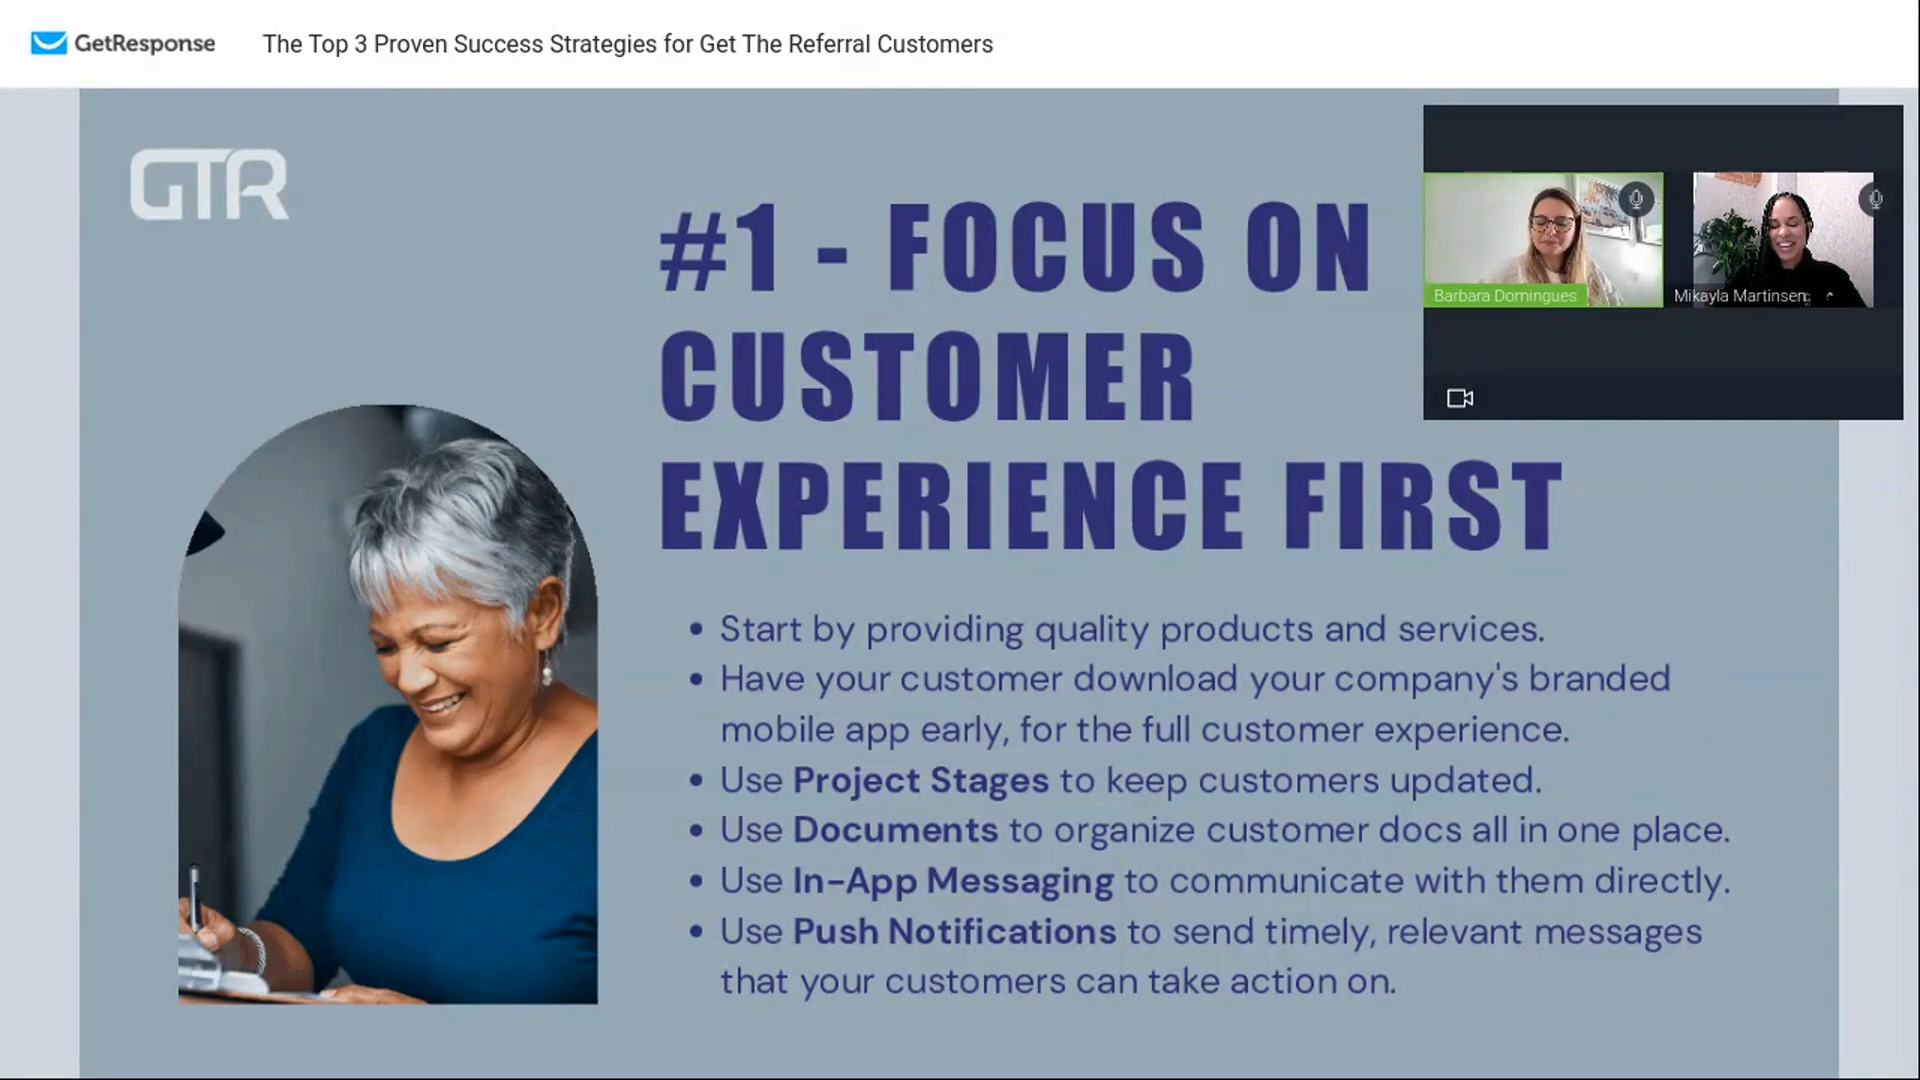 GetResponse
The Top 3 Proven Success Strategies for Get The Referral Customers
GTR
#1 - FOCUS ON
CUSTOMER
EXPERIENCE FIRST
Barbara Domingues
Mikayla Martinsen
• Start by providing quality products and services.
• Have your customer download your company's branded
mobile app early, for the full customer experience.
• Use Project Stages to keep customers updated.
• Use Documents to organize customer docs all in one place.
• Use In-App Messaging to communicate with them directly.
• Use Push Notifications to send timely, relevant messages
that your customers can take action on.